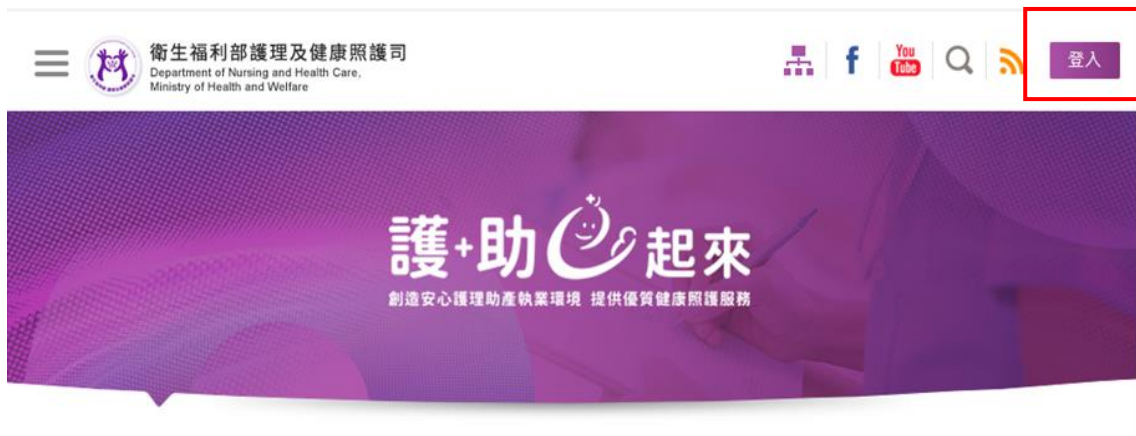 衛生福利部護理及健康照護司
Department of Nursing and Health Care,
Ministry of Health and Welfare
f
You
Tube
登入
護+助 起來
創造安心護理助產執業環境 提供優質健康照護服務